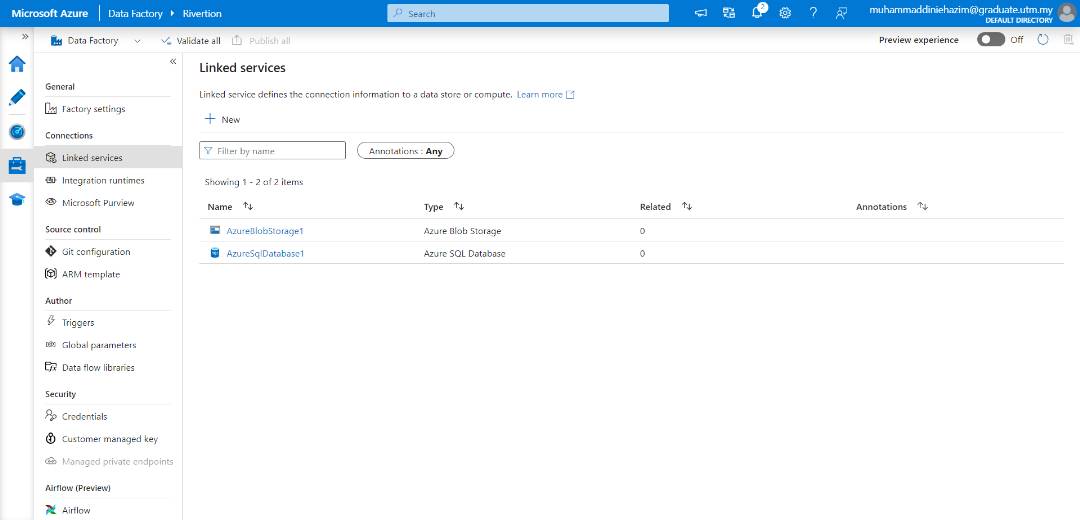 Microsoft Azure | Data Factory › Rivertion
Search
2
muhammaddiniehazim@graduate.utm.my
DEFAULT DIRECTORY
»
Data Factory
Validate all
Publish all
Preview experience
Off
«
General
Factory settings
Connections
Linked services
Integration runtimes
Microsoft Purview
Source control
Git configuration
ARM template
Author
Triggers
Global parameters
Data flow libraries
Security
Credentials
Customer managed key
Managed private endpoints
Airflow (Preview)
Airflow
Linked services
Linked service defines the connection information to a data store or compute. Learn more
+ New
Filter by name
Annotations : Any
Showing 1 - 2 of 2 items
Name Type Related Annotations
AzureBlobStorage1 Azure Blob Storage 0
AzureSqlDatabase1 Azure SQL Database 0